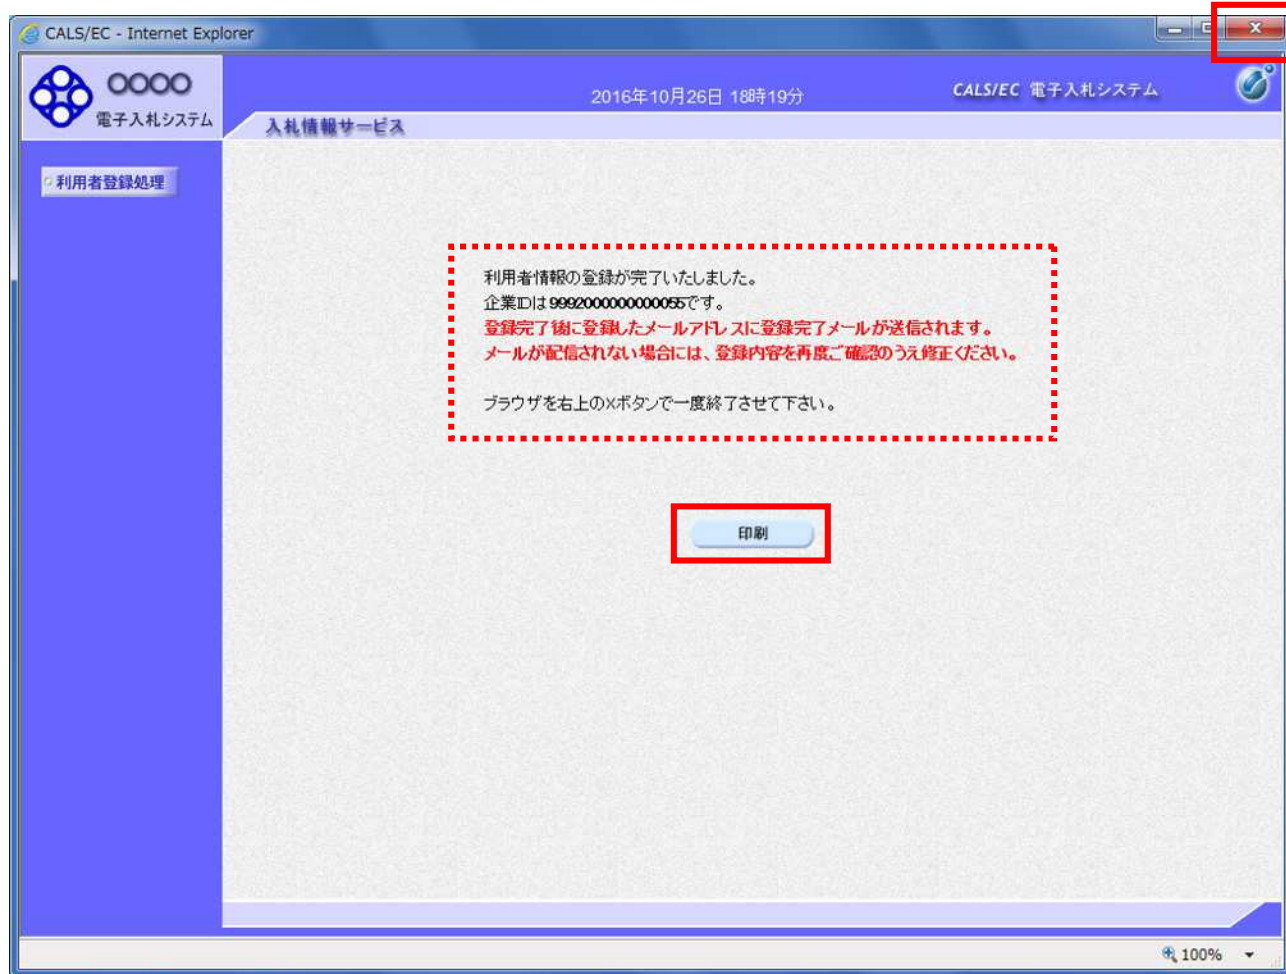 CALS/EC - Internet Explorer
○○○○
電子入札システム
2016年10月26日 18時19分
CALS/EC 電子入札システム
入札情報サービス
利用者登録処理
利用者情報の登録が完了いたしました。
企業IDは9992000000000055です。
登録完了後に登録したメールアドレスに登録完了メールが送信されます。
メールが配信されない場合には、登録内容を再度ご確認のうえ修正ください。
ブラウザを右上の×ボタンで一度終了させて下さい。
印刷
100%